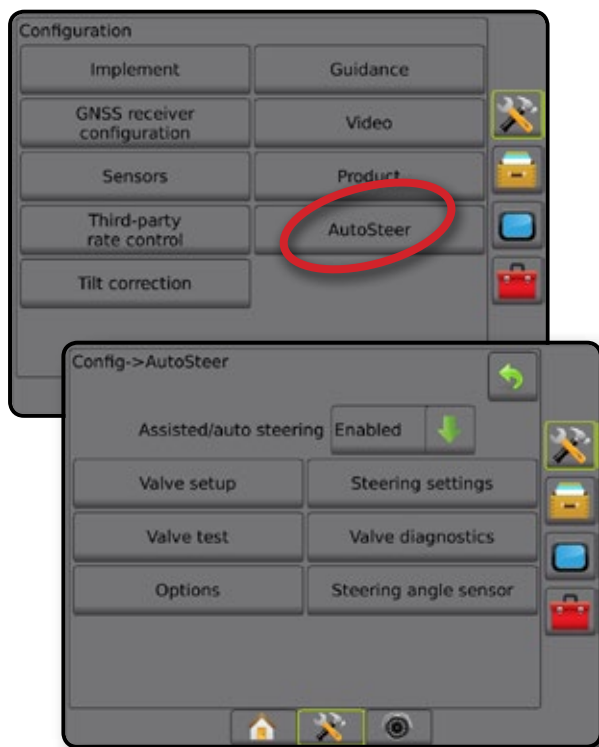 Configuration
Implement
Guidance
GNSS receiver
configuration
Video
Sensors
Product
Third-party
rate control
AutoSteer
Tilt correction
Config->AutoSteer
Assisted/auto steering Enabled
Valve setup
Steering settings
Valve test
Valve diagnostics
Options
Steering angle sensor